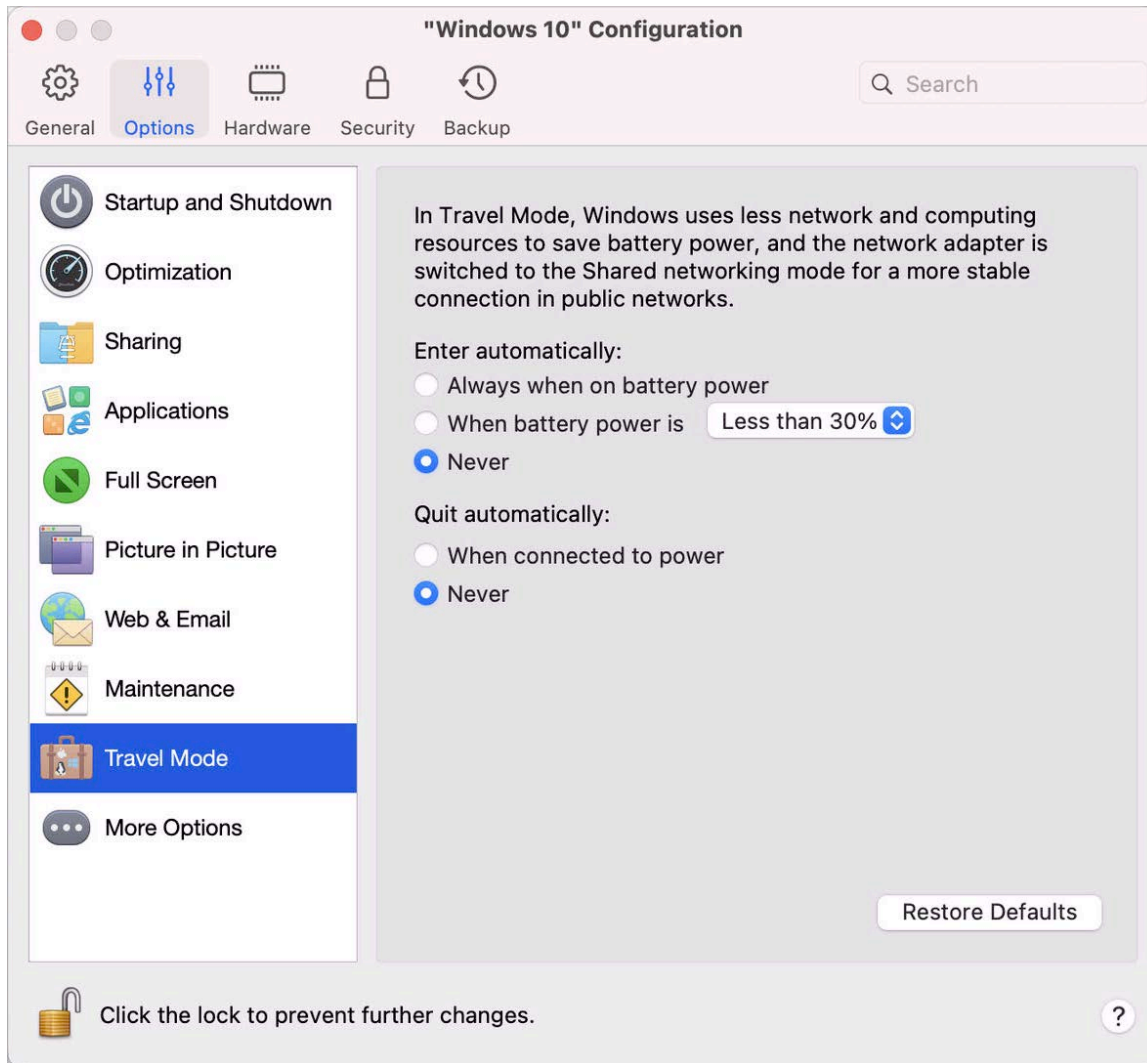 "Windows 10" Configuration
General
Options
Hardware
Security
Backup
Search
Startup and Shutdown
Optimization
Sharing
Applications
Full Screen
Picture in Picture
Web & Email
Maintenance
Travel Mode
More Options
In Travel Mode, Windows uses less network and computing
resources to save battery power, and the network adapter is
switched to the Shared networking mode for a more stable
connection in public networks.
Enter automatically:
Always when on battery power
When battery power is Less than 30%
Never
Quit automatically:
When connected to power
Never
Restore Defaults
Click the lock to prevent further changes.
?